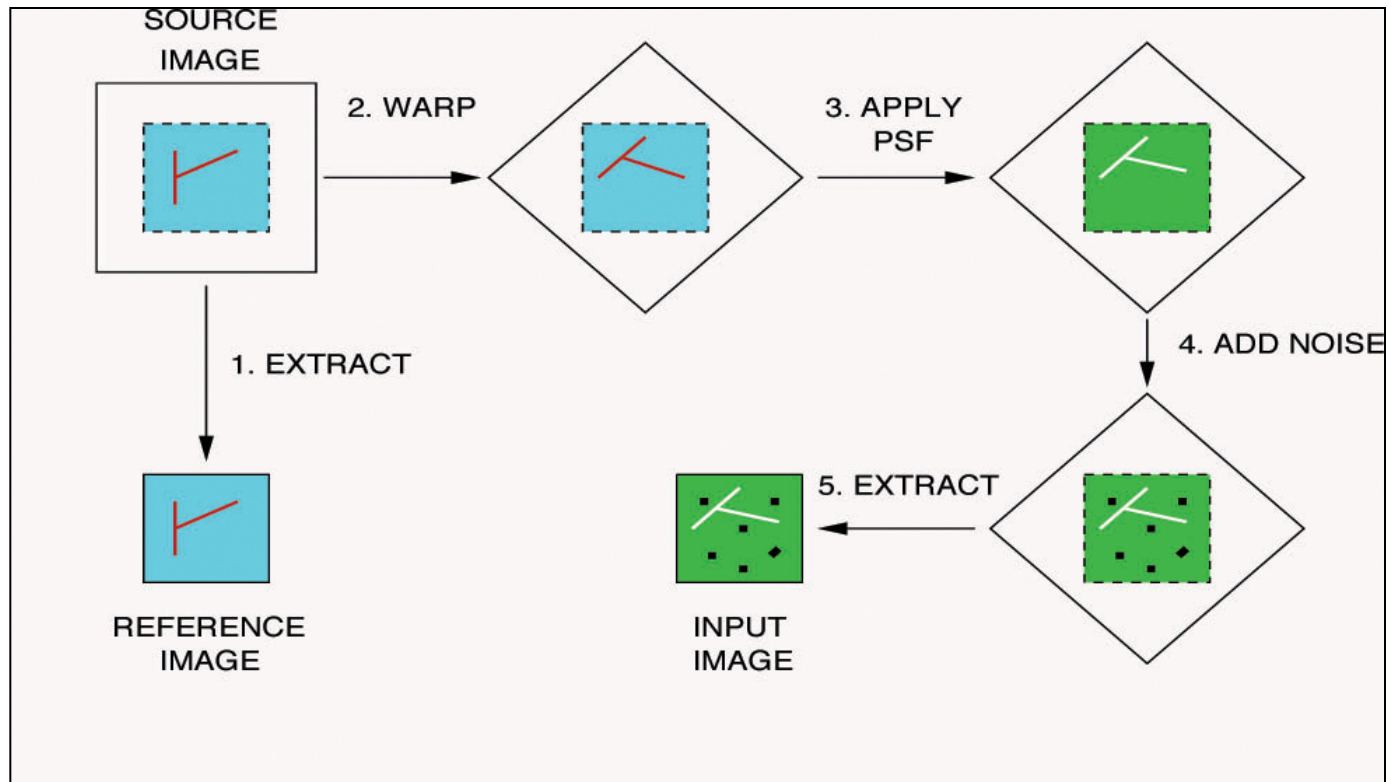 SOURCE
IMAGE
2. WARP
3. APPLY
PSF
1. EXTRACT
4. ADD NOISE
5. EXTRACT
REFERENCE
IMAGE
INPUT
IMAGE